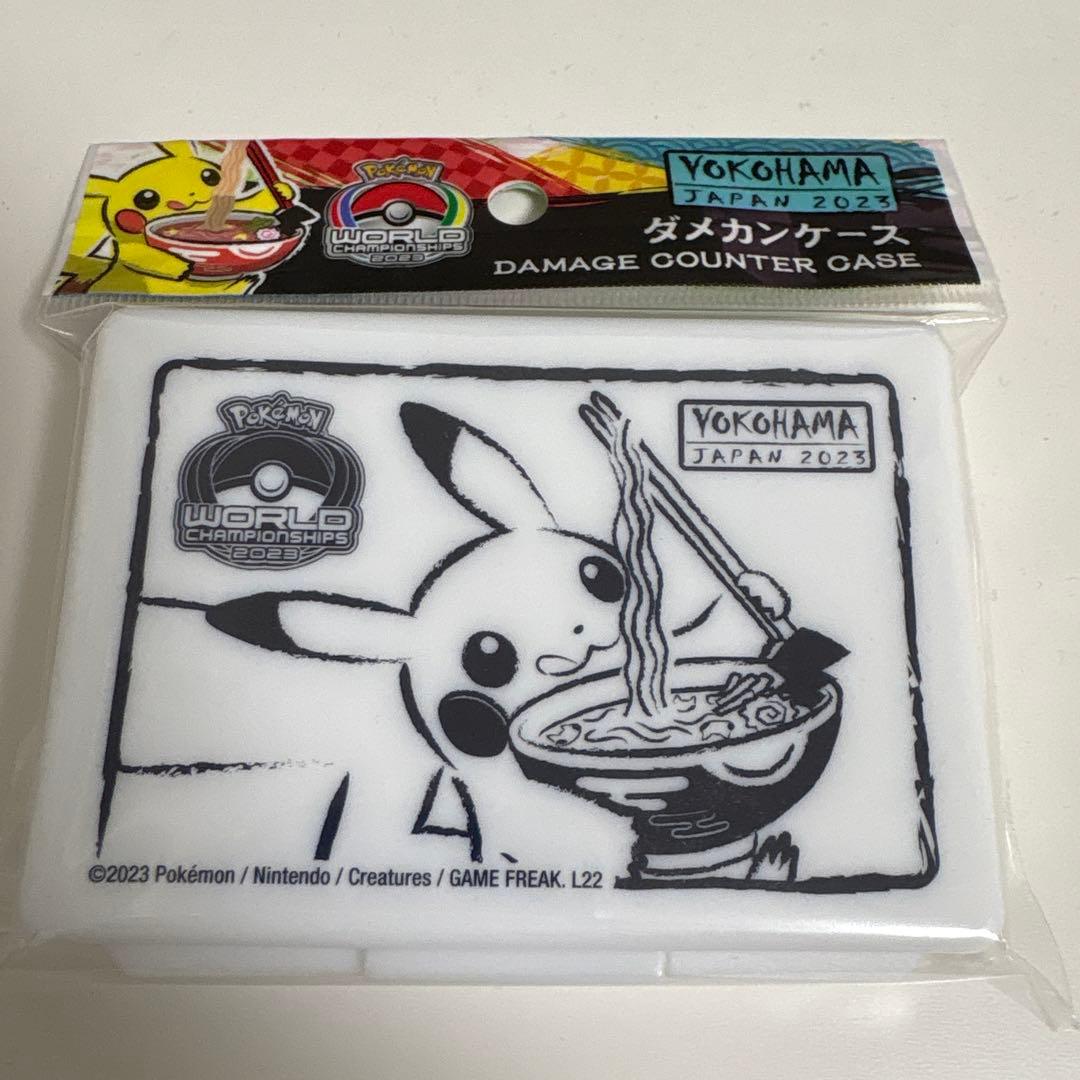 Pokémon
WORLD
CHAMPIONSHIPS
2023
YOKOHAMA
JAPAN 2023
ダメカンケース
DAMAGE COUNTER CASE
Pokémon
WORLD
CHAMPIONSHIPS
2023
YOKOHAMA
JAPAN 2023
©2023 Pokémon / Nintendo / Creatures / GAME FREAK. L22